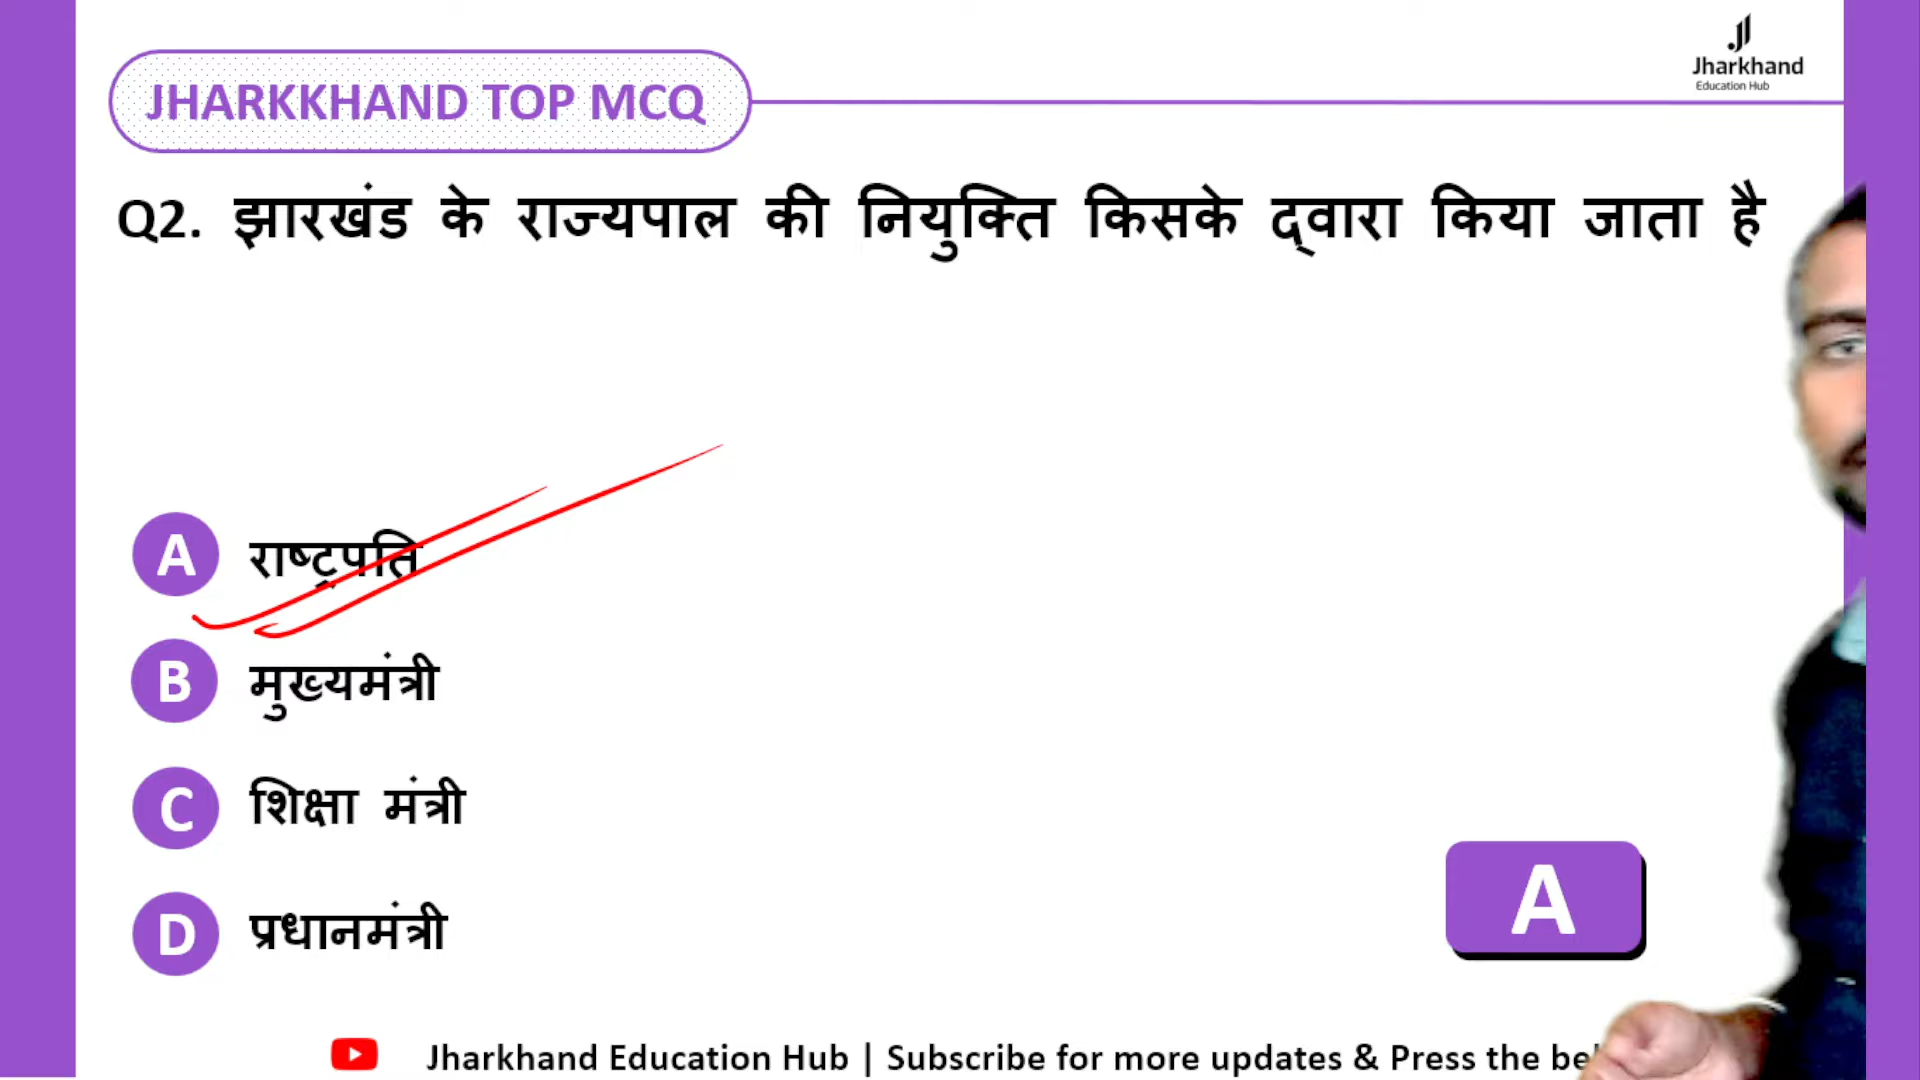 Jharkhand
Education Hub
JHARKKHAND TOP MCQ
Q2. झारखंड के राज्यपाल की नियुक्ति किसके द्वारा किया जाता है
A राष्ट्रपति
B मुख्यमंत्री
C शिक्षा मंत्री
D प्रधानमंत्री
A
Jharkhand Education Hub | Subscribe for more updates & Press the